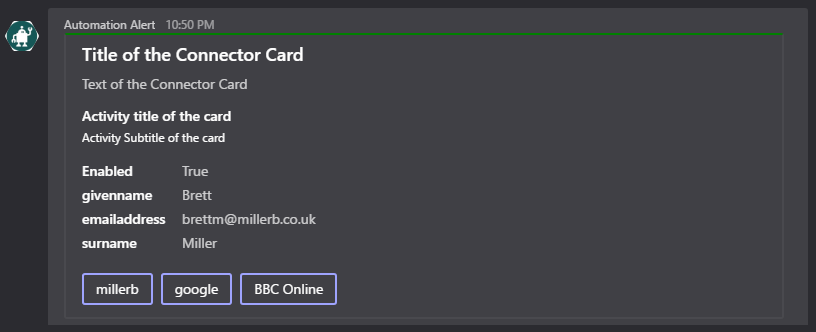 Automation Alert 10:50 PM
Title of the Connector Card
Text of the Connector Card
Activity title of the card
Activity Subtitle of the card
Enabled True
givenname Brett
emailaddress brettm@millerb.co.uk
surname Miller
millerb google BBC Online